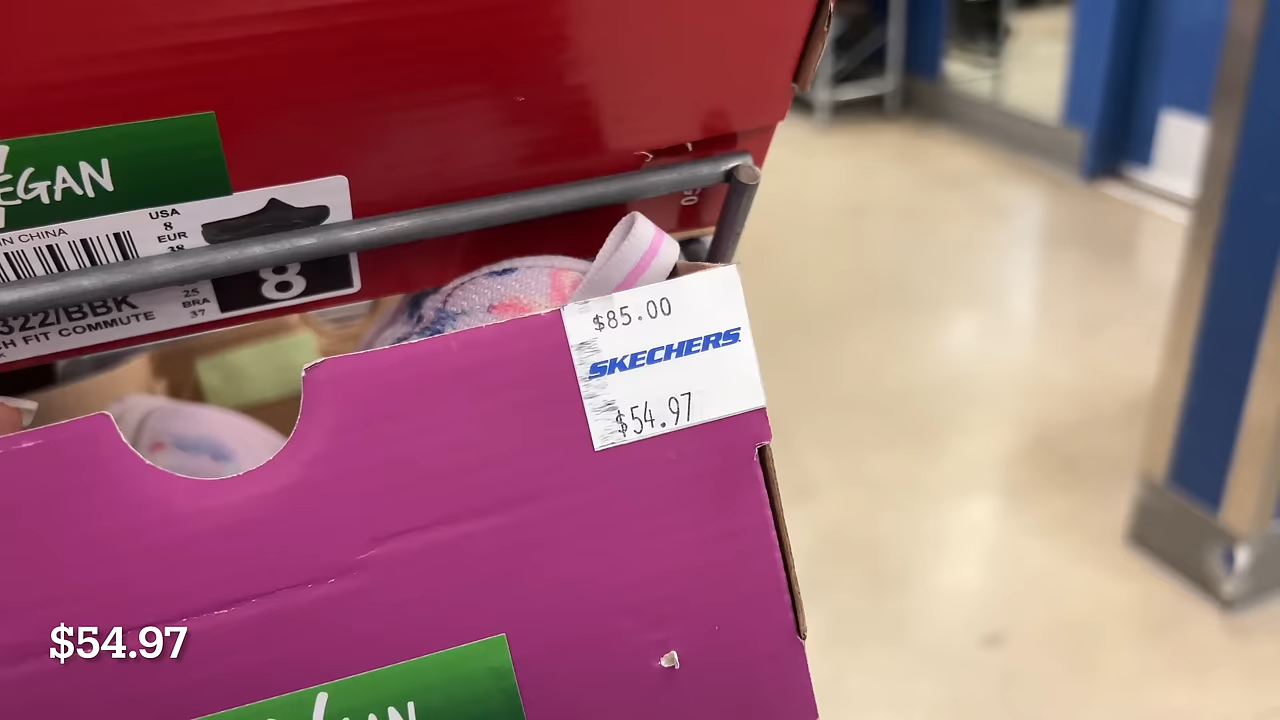 EGAN
IN CHINA
USA
8
EUR
38
25
BRA
37
8
322/BBK
H FIT COMMUTE
$85.00
SKECHERS
$54.97
$54.97